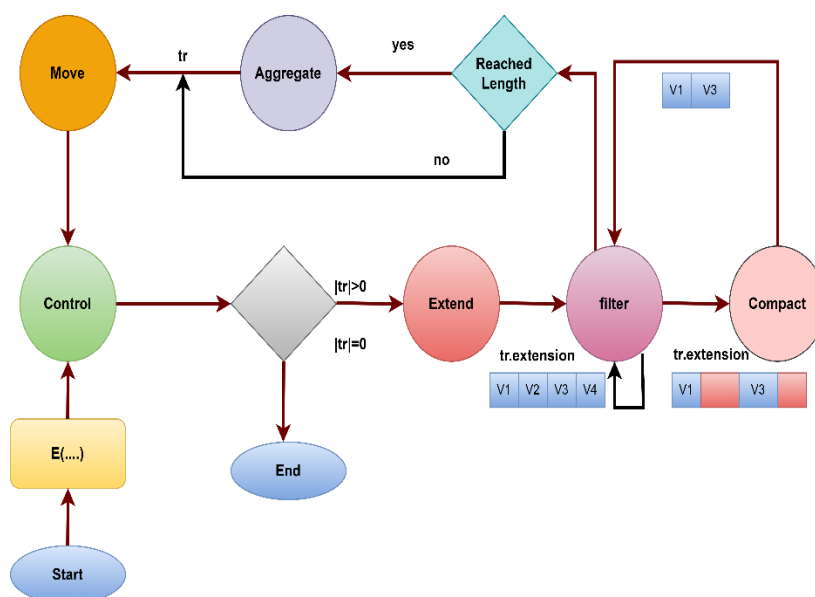 tr
yes
Move
Aggregate
Reached
Length
V1 V3
no
|tr|>0
Control
Extend
filter
Compact
|tr|=0
tr.extension
tr.extension
V1 V2 V3 V4
V1 V3
E(....)
End
Start